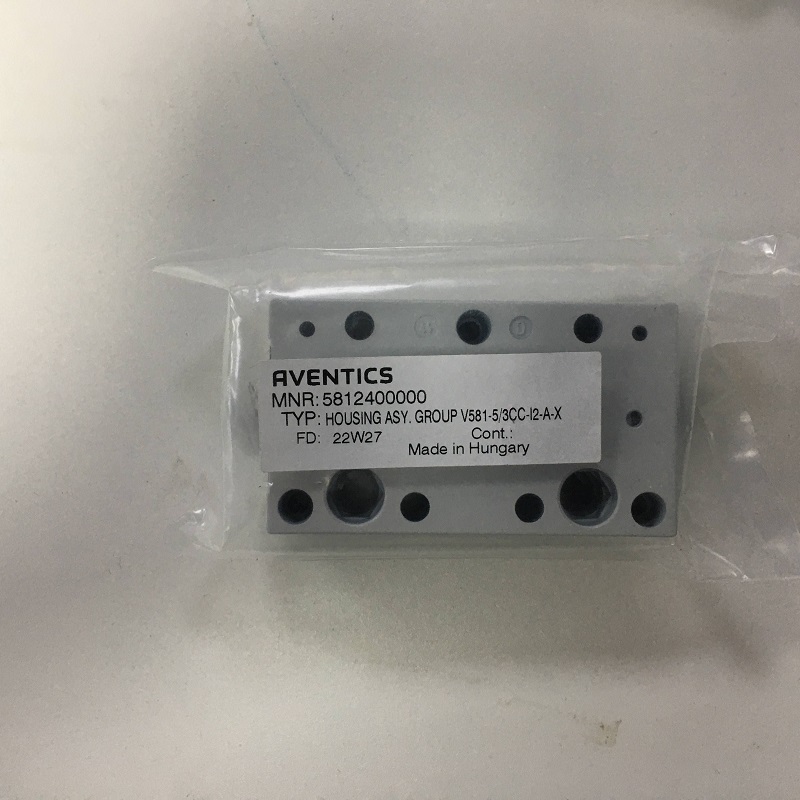 AVENTICS
MNR: 5812400000
TYP: HOUSING ASY. GROUP V581-5/3CC-I2-A-X
FD: 22W27 Cont.:
Made in Hungary